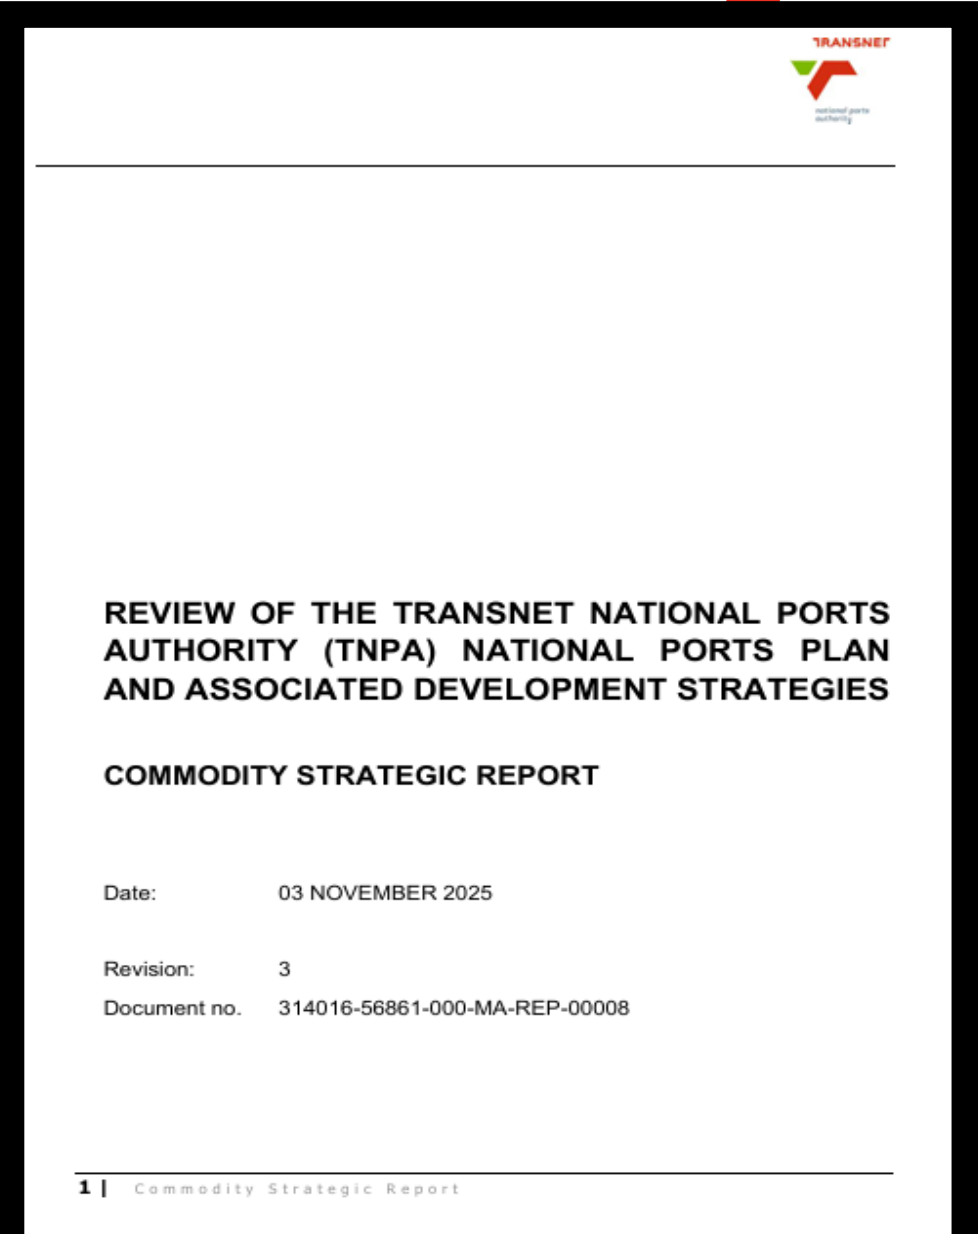 TRANSNET
national ports
authority
REVIEW OF THE TRANSNET NATIONAL PORTS
AUTHORITY (TNPA) NATIONAL PORTS PLAN
AND ASSOCIATED DEVELOPMENT STRATEGIES
COMMODITY STRATEGIC REPORT
Date: 03 NOVEMBER 2025
Revision: 3
Document no. 314016-56861-000-MA-REP-00008
1 | Commodity Strategic Report